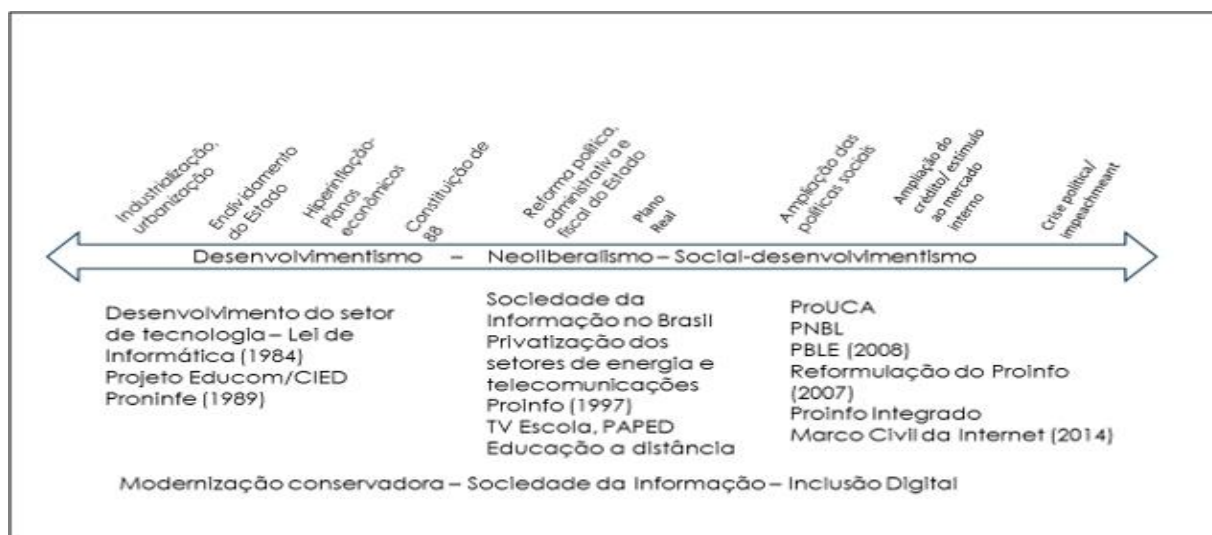 Industrialização,
urbanização
Endividamento
do Estado
Hiperinflação-
Planos
econômicos
Constituição de
88
Reforma política,
administrativa e
fiscal do Estado
Plano
Real
Ampliação das
políticas sociais
Ampliação do
crédito/ estímulo
ao mercado
interno
Crise política/
impeachmeant
Desenvolvimentismo – Neoliberalismo – Social-desenvolvimentismo
Desenvolvimento do setor
de tecnologia – Lei de
Informática (1984)
Projeto Educom/CIED
Proninfe (1989)
Sociedade da
Informação no Brasil
Privatização dos
setores de energia e
telecomunicações
Proinfo (1997)
TV Escola, PAPED
Educação a distância
ProUCA
PNBL
PBLE (2008)
Reformulação do Proinfo
(2007)
Proinfo Integrado
Marco Civil da Internet (2014)
Modernização conservadora – Sociedade da Informação – Inclusão Digital